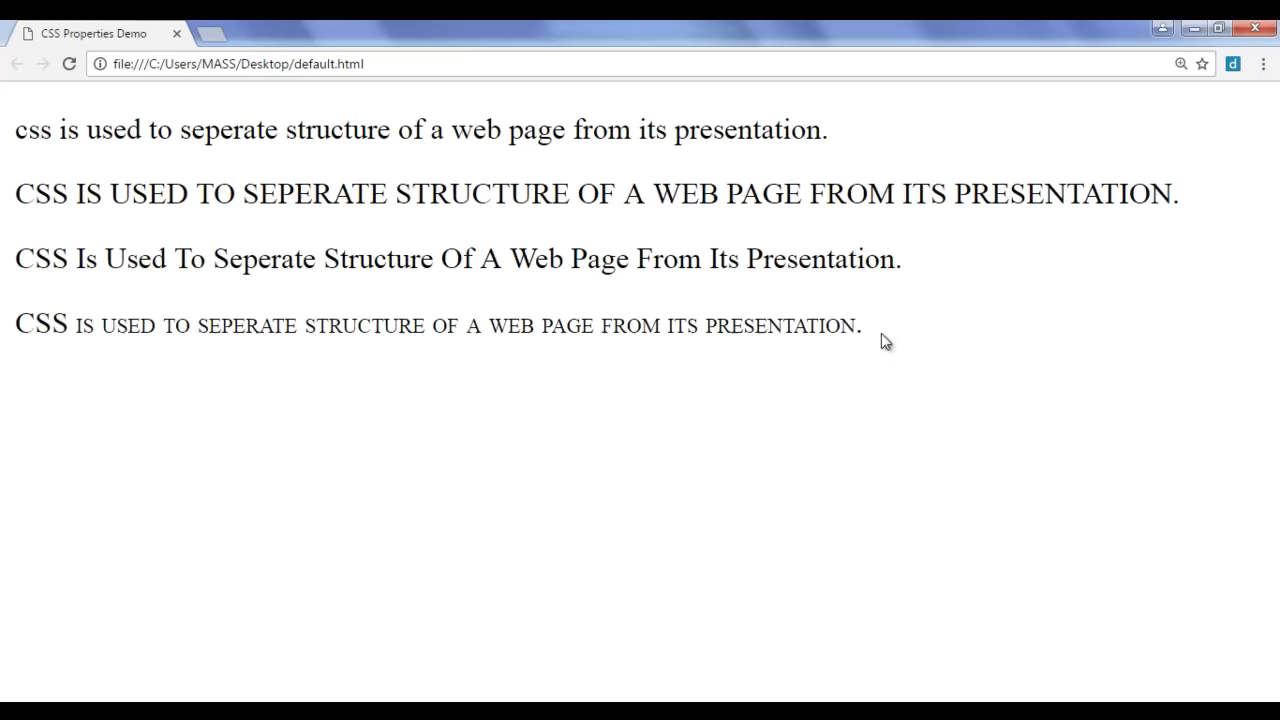 CSS Properties Demo
file:///C:/Users/MASS/Desktop/default.html
d
css is used to seperate structure of a web page from its presentation.
CSS IS USED TO SEPERATE STRUCTURE OF A WEB PAGE FROM ITS PRESENTATION.
CSS Is Used To Seperate Structure Of A Web Page From Its Presentation.
CSS is used to seperate structure of a web page from its presentation.